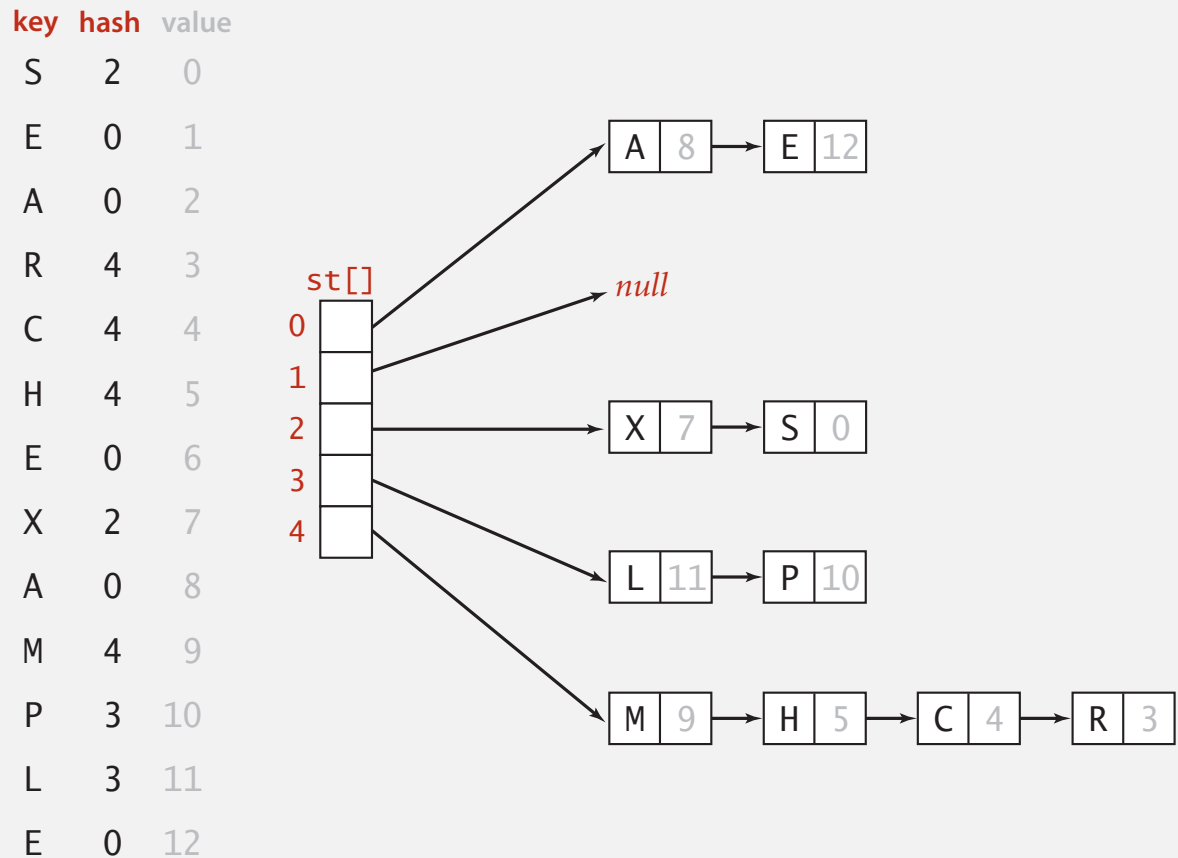 key hash value
S 2 0
E 0 1
A 0 2
R 4 3
C 4 4
H 4 5
E 0 6
X 2 7
A 0 8
M 4 9
P 3 10
L 3 11
E 0 12
st[]
0
1
2
3
4
A 8 E 12
null
X 7 S 0
L 11 P 10
M 9 H 5 C 4 R 3